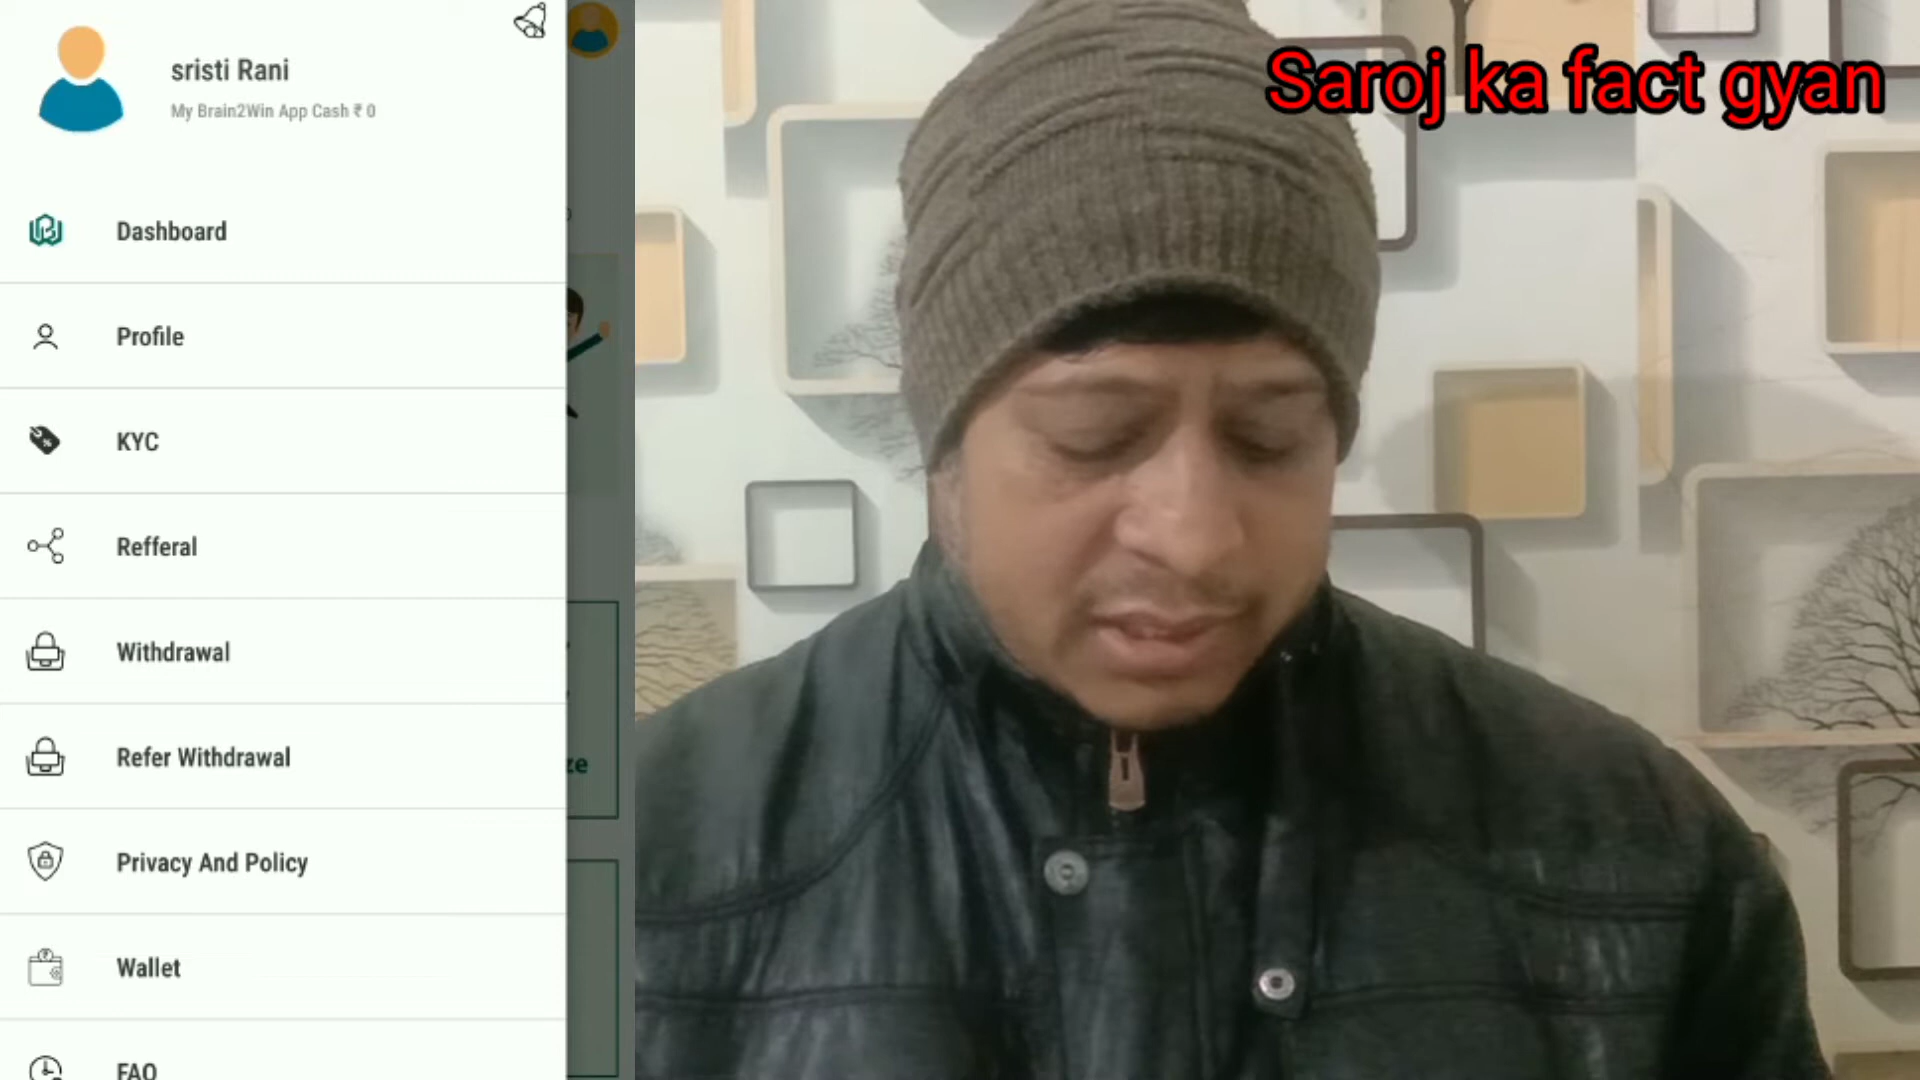 sristi Rani
My Brain2Win App Cash ₹ 0
Dashboard
Profile
KYC
Refferal
Withdrawal
Refer Withdrawal
Privacy And Policy
Wallet
FAQ
ze
Saroj ka fact gyan